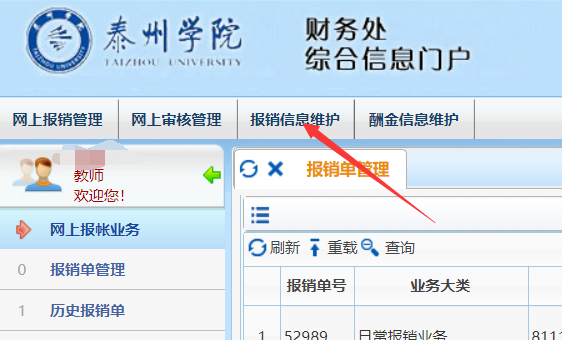 泰州学院
TAIZHOU UNIVERSITY
财务处
综合信息门户
网上报销管理 网上审核管理 报销信息维护 酬金信息维护
教师
欢迎您!
报销单管理
网上报帐业务
刷新 重载 查询
0 报销单管理
报销单号 业务大类
1 历史报销单
1 52989 日常报销业务 8111